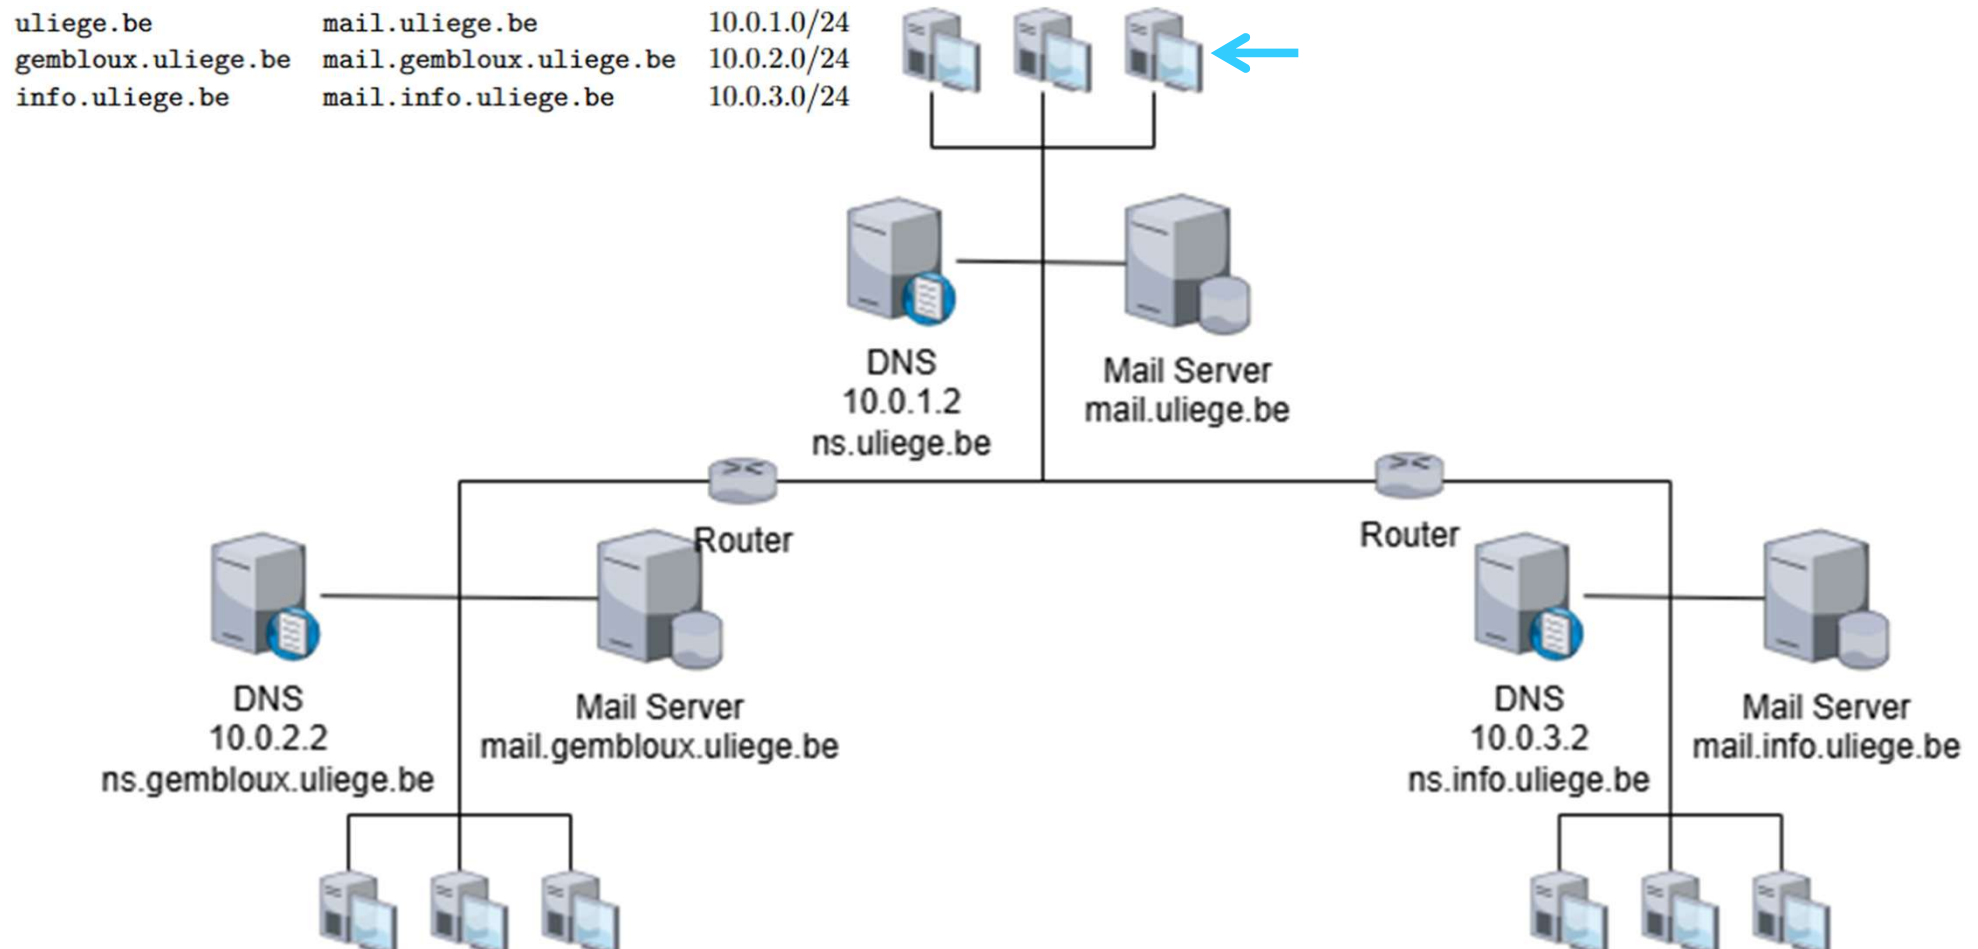 uliege.be mail.uliege.be 10.0.1.0/24
gembloux.uliege.be mail.gembloux.uliege.be 10.0.2.0/24
info.uliege.be mail.info.uliege.be 10.0.3.0/24
DNS
10.0.1.2
ns.uliege.be
Mail Server
mail.uliege.be
Router
Router
DNS
10.0.2.2
ns.gembloux.uliege.be
Mail Server
mail.gembloux.uliege.be
DNS
10.0.3.2
ns.info.uliege.be
Mail Server
mail.info.uliege.be